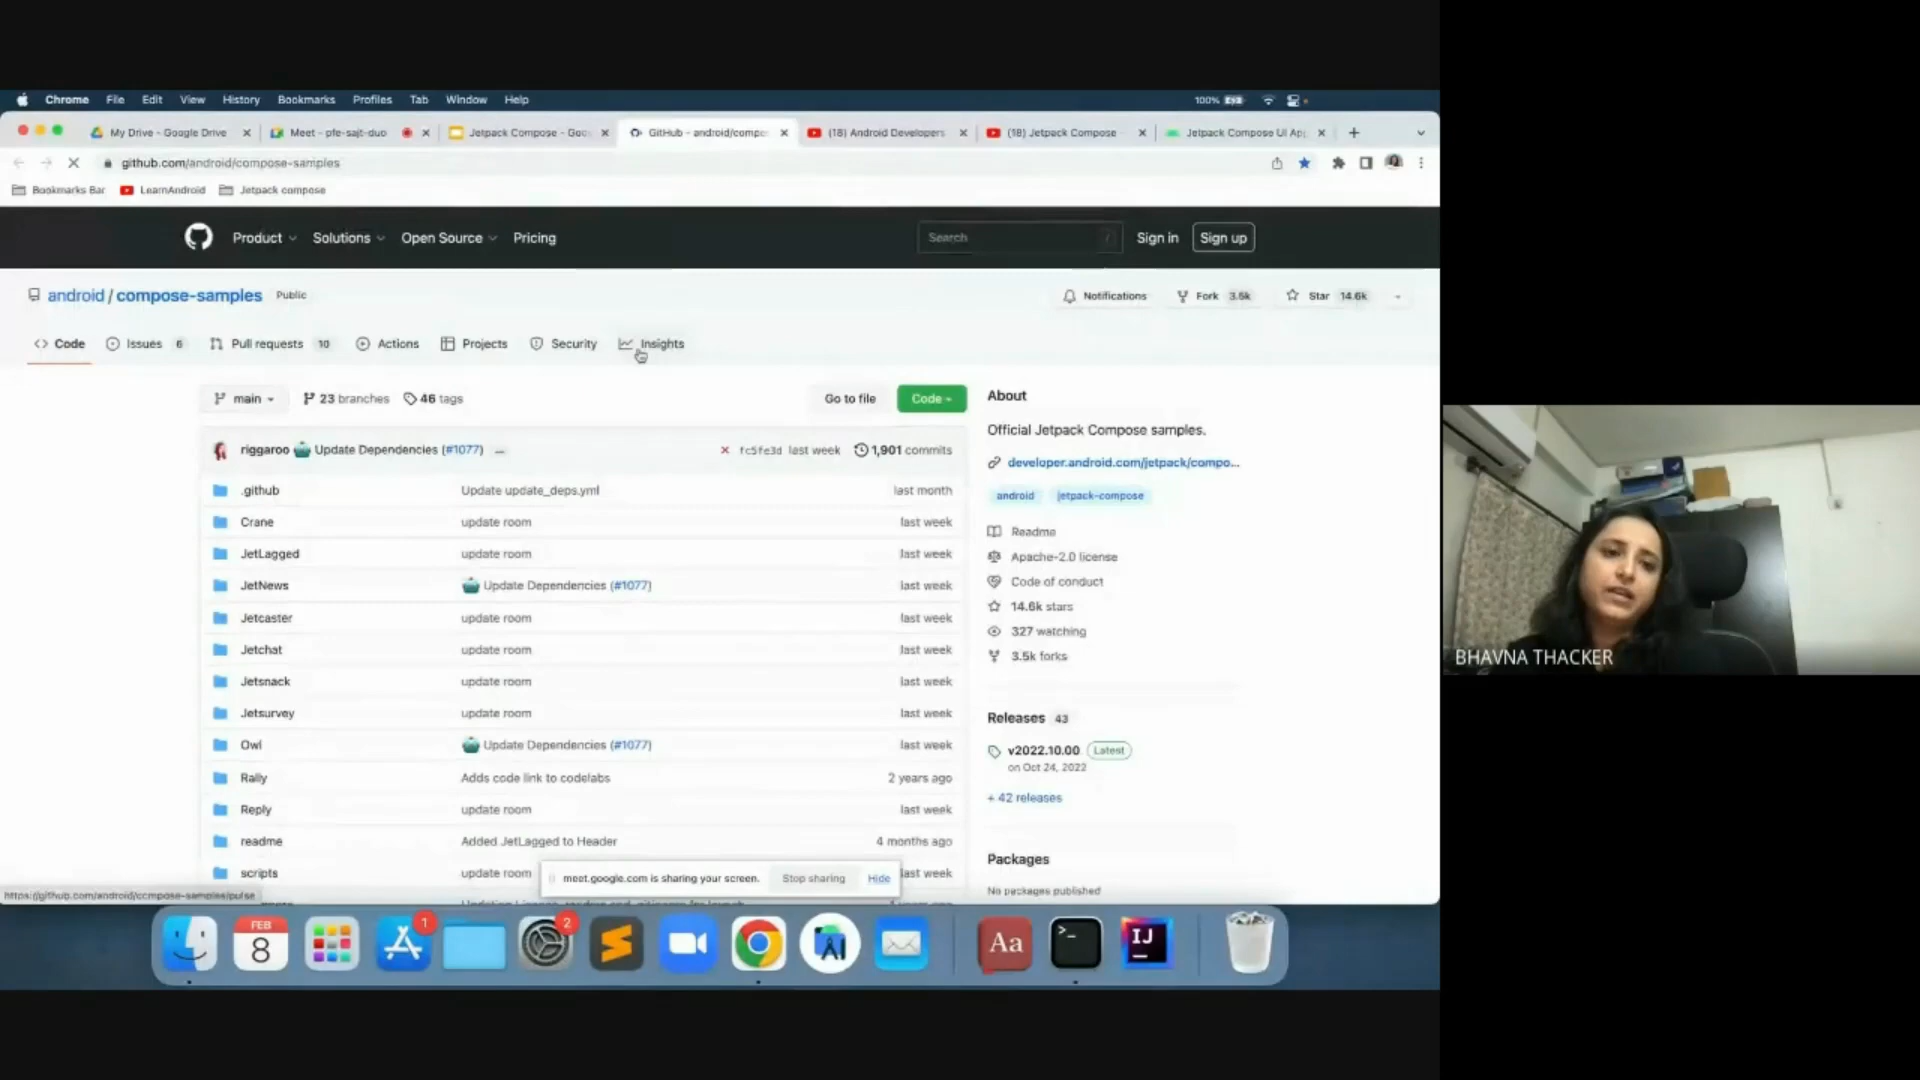 Chrome File Edit View History Bookmarks Profiles Tab Window Help 100%
My Drive - Google Drive Meet - pfe-sajt-duo Jetpack Compose - Goo GitHub - android/compo (18) Android Developers (18) Jetpack Compose Jetpack Compose UI Ap
github.com/android/compose-samples
Bookmarks Bar LearnAndroid Jetpack compose
Product Solutions Open Source Pricing Search / Sign in Sign up
android / compose-samples Public Notifications Fork 3.5k Star 14.6k
<> Code Issues 6 Pull requests 10 Actions Projects Security Insights
main 23 branches 46 tags Go to file Code
About
Official Jetpack Compose samples.
developer.android.com/jetpack/compo...
android jetpack-compose
Readme
Apache-2.0 license
Code of conduct
14.6k stars
327 watching
3.5k forks
Releases 43
v2022.10.00 Latest
on Oct 24, 2022
+ 42 releases
Packages
No packages published
riggaroo Update Dependencies (#1077) ... fc5fe3d last week 1,901 commits
.github Update update_deps.yml last month
Crane update room last week
JetLagged update room last week
JetNews Update Dependencies (#1077) last week
Jetcaster update room last week
Jetchat update room last week
Jetsnack update room last week
Jetsurvey update room last week
Owl Update Dependencies (#1077) last week
Rally Adds code link to codelabs 2 years ago
Reply update room last week
readme Added JetLagged to Header 4 months ago
scripts update room last week
meet.google.com is sharing your screen. Stop sharing Hide
https://github.com/android/compose-samples/pulse
FEB
8
1
2
Aa
>_
IJ
BHAVNA THACKER